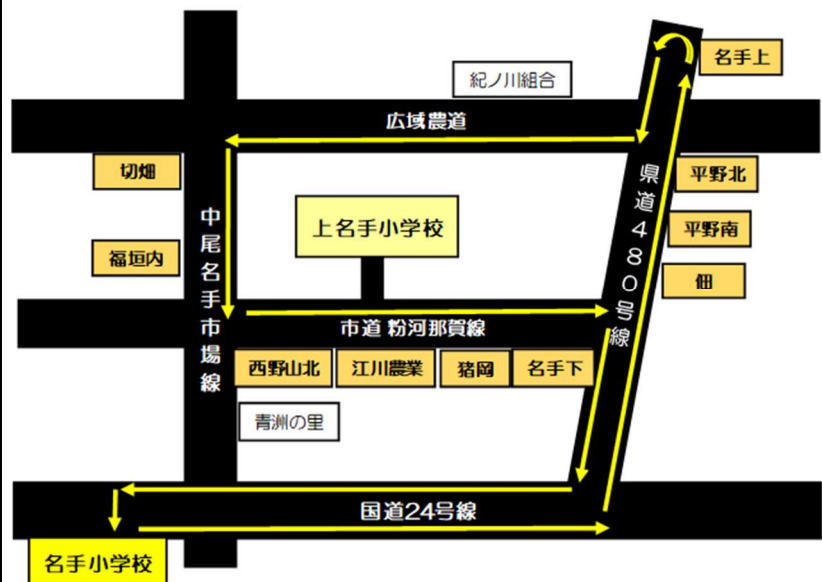 名手上
紀ノ川組合
広域農道
切畑
平野北
県道480号線
上名手小学校
中尾名手市場線
平野南
福垣内
佃
市道 粉河那賀線
西野山北
江川農業
猪岡
名手下
青洲の里
国道24号線
名手小学校